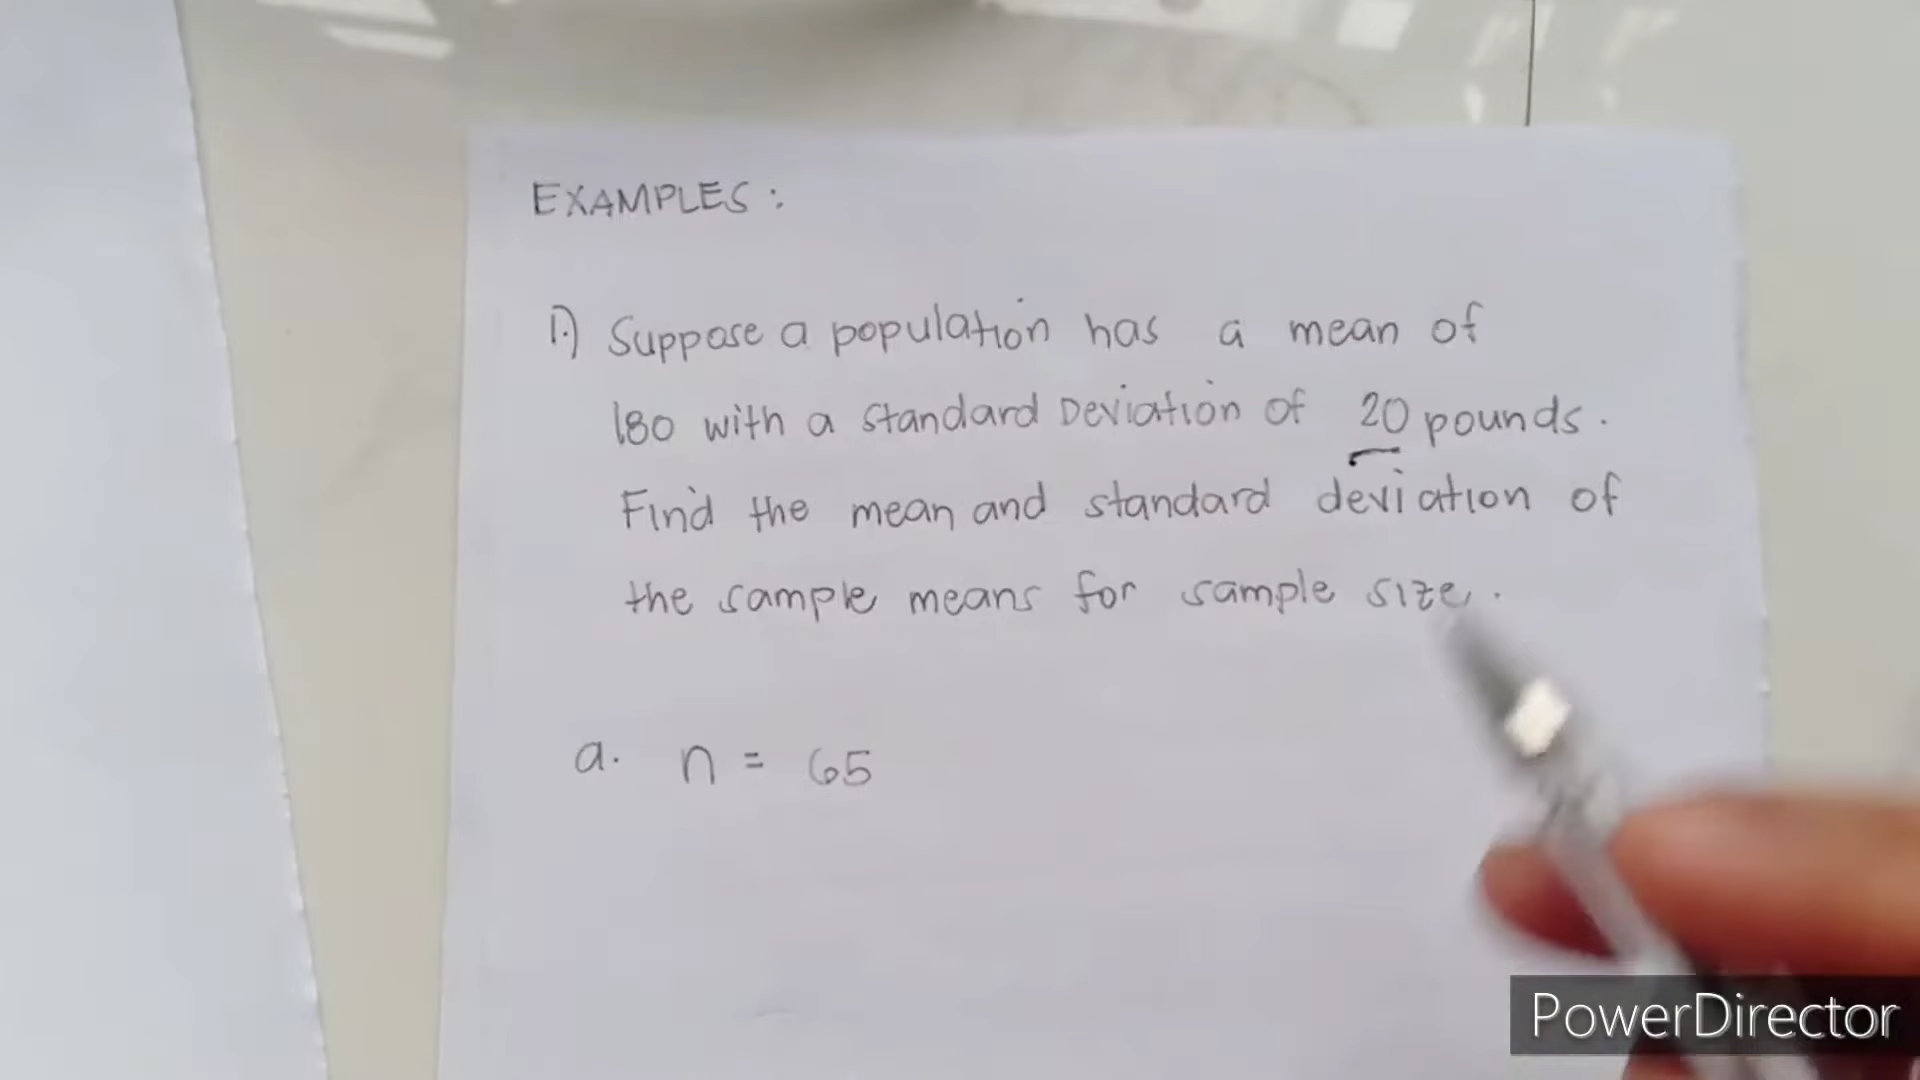 EXAMPLES:
1.) Suppose a population has a mean of
180 with a standard Deviation of 20 pounds.
Find the mean and standard deviation of
the sample means for sample size.
a. n = 65
PowerDirector